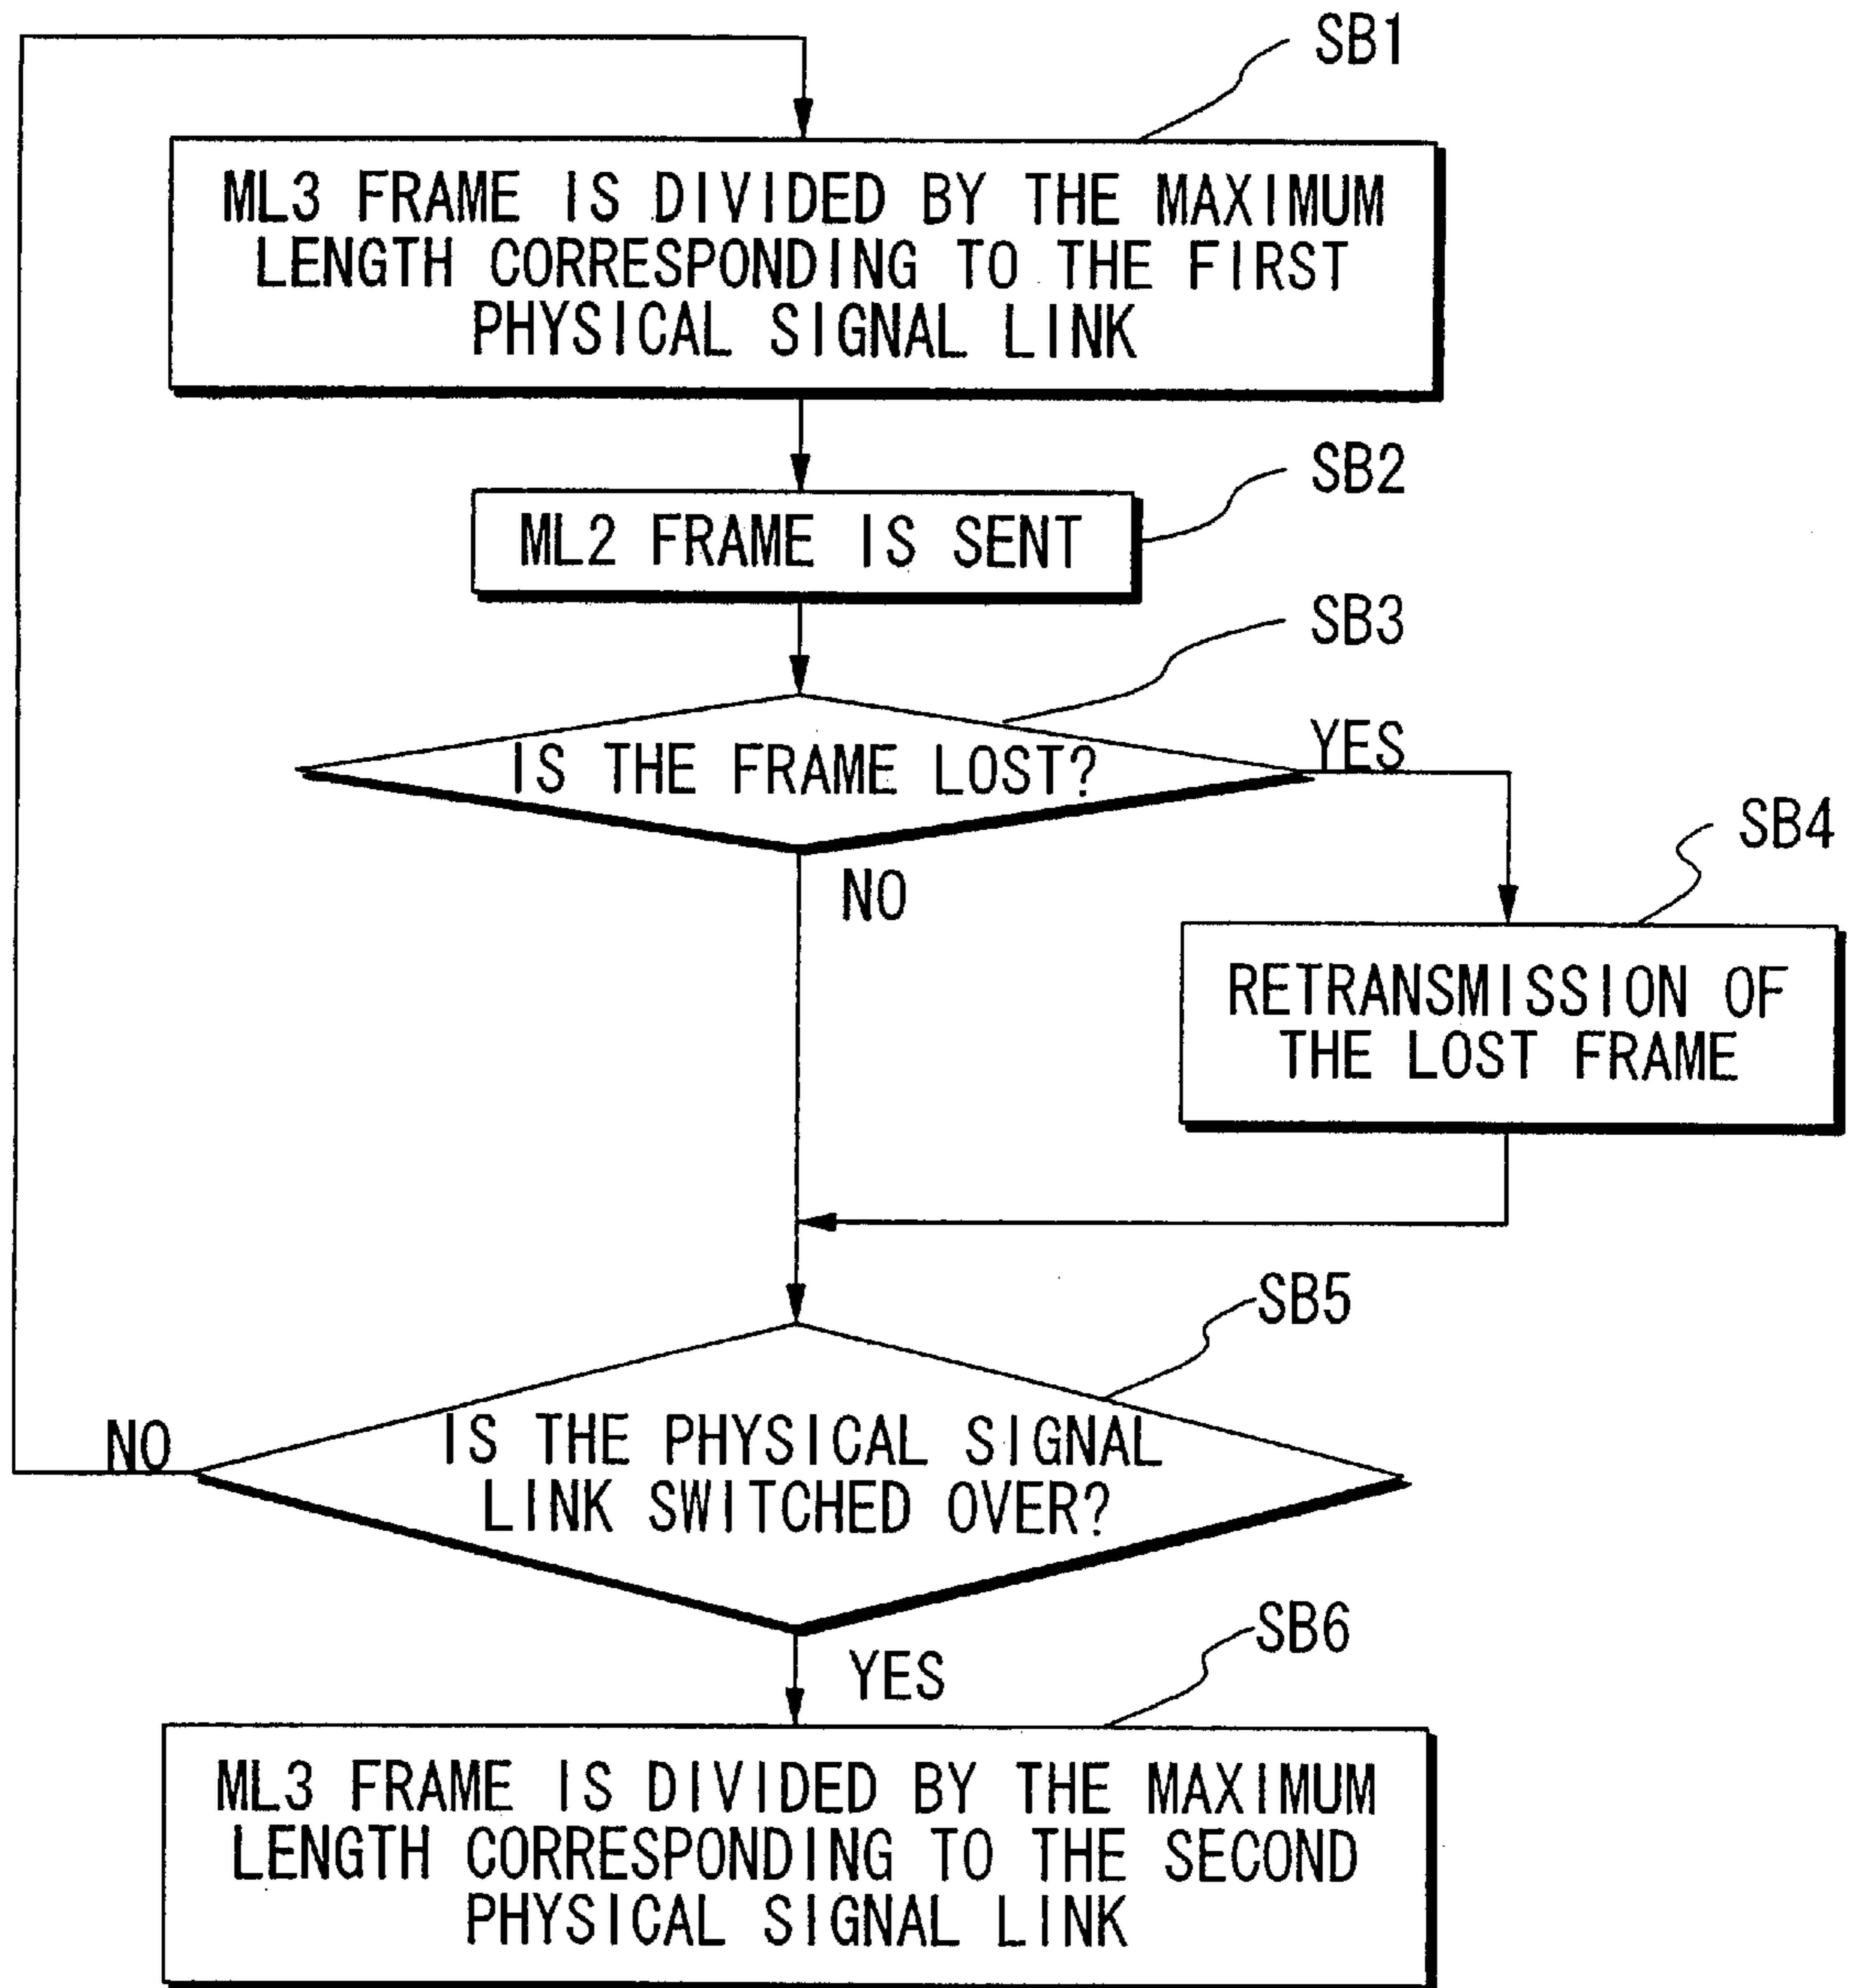 SB1
ML3 FRAME IS DIVIDED BY THE MAXIMUM
LENGTH CORRESPONDING TO THE FIRST
PHYSICAL SIGNAL LINK
SB2
ML2 FRAME IS SENT
SB3
IS THE FRAME LOST?
YES
NO
SB4
RETRANSMISSION OF
THE LOST FRAME
SB5
IS THE PHYSICAL SIGNAL
LINK SWITCHED OVER?
NO
YES
SB6
ML3 FRAME IS DIVIDED BY THE MAXIMUM
LENGTH CORRESPONDING TO THE SECOND
PHYSICAL SIGNAL LINK